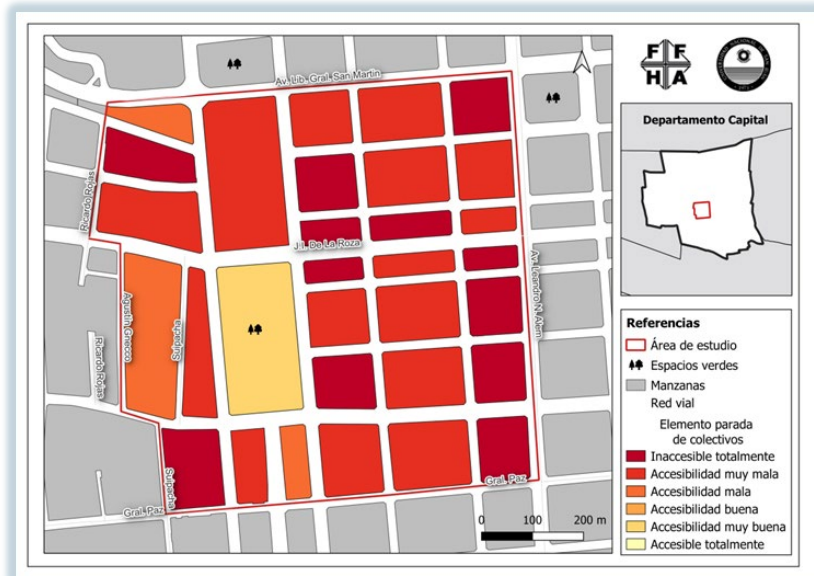 Av. Lib. Gral. San Martín
Ricardo Rojas
J.I. De La Roza
Av. Leandro N. Alem
Agustín Gnecco
Suipacha
Ricardo Rojas
Suipacha
Gral. Paz
Gral. Paz
0 100 200 m
F F
H A
Departamento Capital
Referencias
Área de estudio
Espacios verdes
Manzanas
Red vial
Elemento parada
de colectivos
Inaccesible totalmente
Accesibilidad muy mala
Accesibilidad mala
Accesibilidad buena
Accesibilidad muy buena
Accesible totalmente